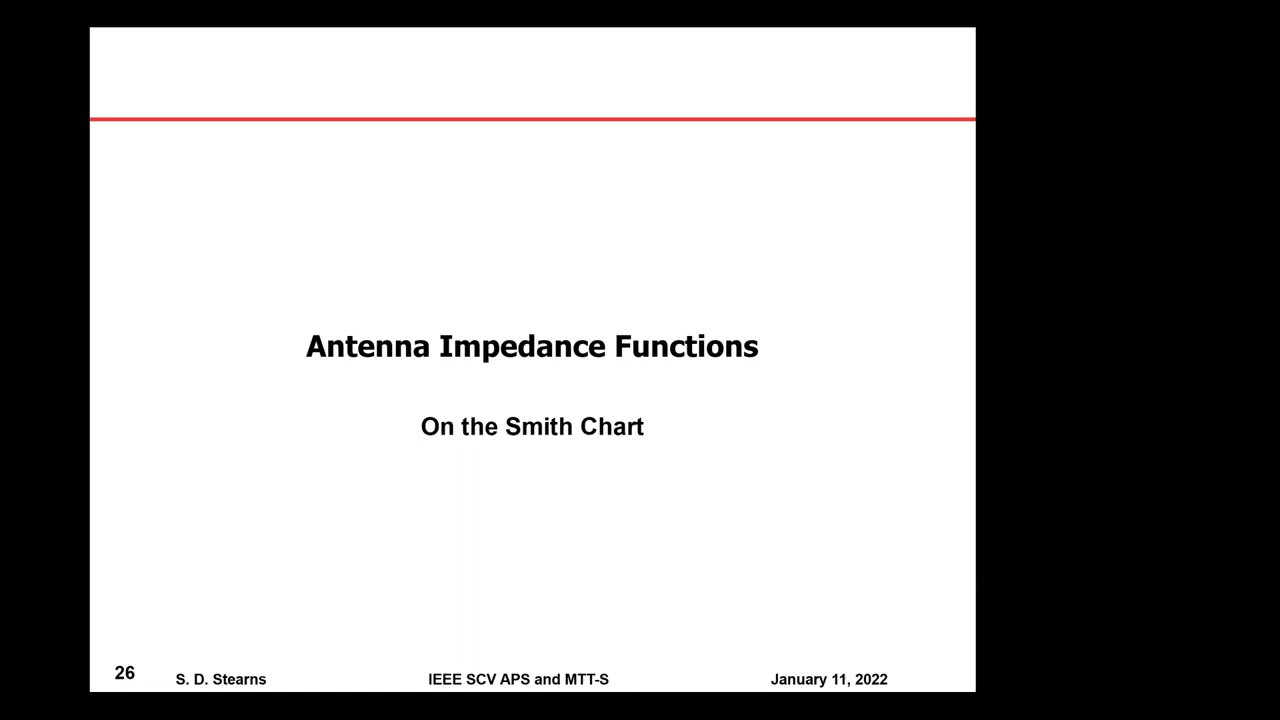 Antenna Impedance Functions
On the Smith Chart
26 S. D. Stearns IEEE SCV APS and MTT-S January 11, 2022